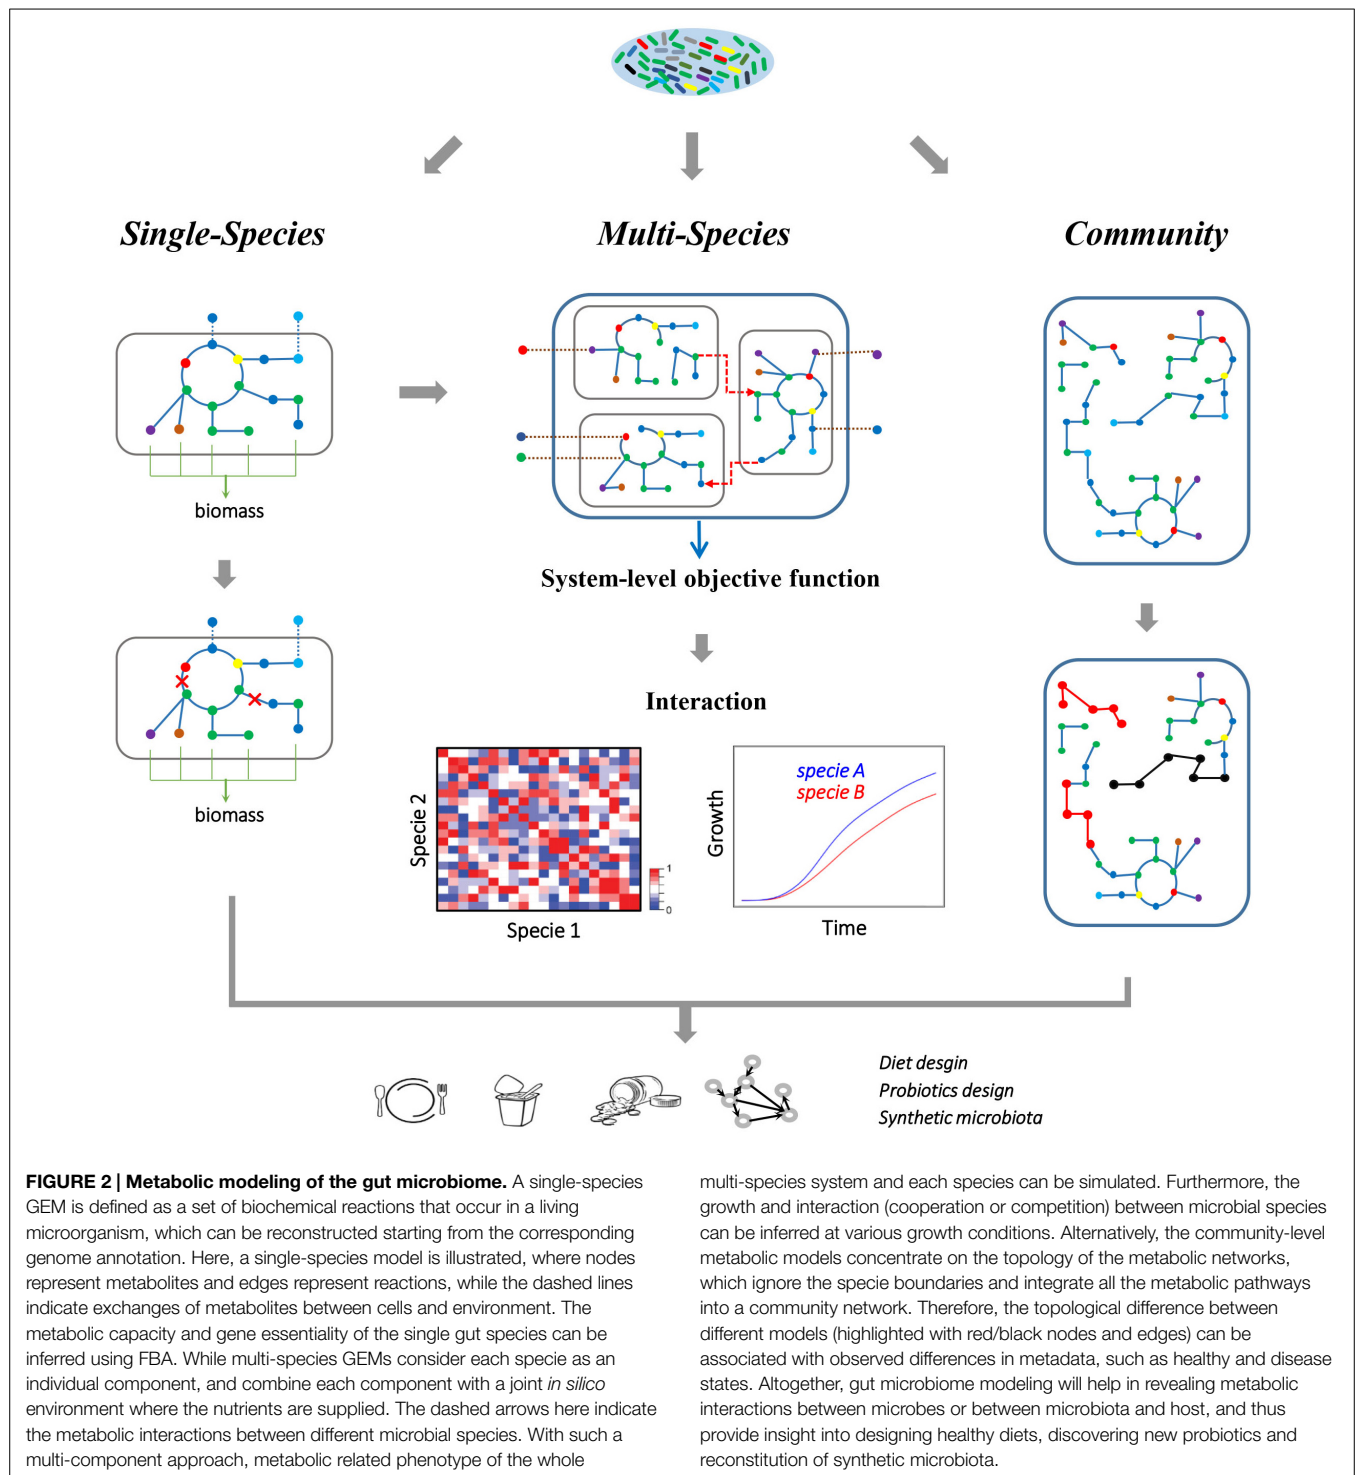 Single-Species
Multi-Species
Community
biomass
System-level objective function
Interaction
biomass
Specie 2
1
0
Specie 1
specie A
specie B
Growth
Time
Diet desgin
Probiotics design
Synthetic microbiota
FIGURE 2 | Metabolic modeling of the gut microbiome. A single-species
GEM is defined as a set of biochemical reactions that occur in a living
microorganism, which can be reconstructed starting from the corresponding
genome annotation. Here, a single-species model is illustrated, where nodes
represent metabolites and edges represent reactions, while the dashed lines
indicate exchanges of metabolites between cells and environment. The
metabolic capacity and gene essentiality of the single gut species can be
inferred using FBA. While multi-species GEMs consider each specie as an
individual component, and combine each component with a joint in silico
environment where the nutrients are supplied. The dashed arrows here indicate
the metabolic interactions between different microbial species. With such a
multi-component approach, metabolic related phenotype of the whole
multi-species system and each species can be simulated. Furthermore, the
growth and interaction (cooperation or competition) between microbial species
can be inferred at various growth conditions. Alternatively, the community-level
metabolic models concentrate on the topology of the metabolic networks,
which ignore the specie boundaries and integrate all the metabolic pathways
into a community network. Therefore, the topological difference between
different models (highlighted with red/black nodes and edges) can be
associated with observed differences in metadata, such as healthy and disease
states. Altogether, gut microbiome modeling will help in revealing metabolic
interactions between microbes or between microbiota and host, and thus
provide insight into designing healthy diets, discovering new probiotics and
reconstitution of synthetic microbiota.